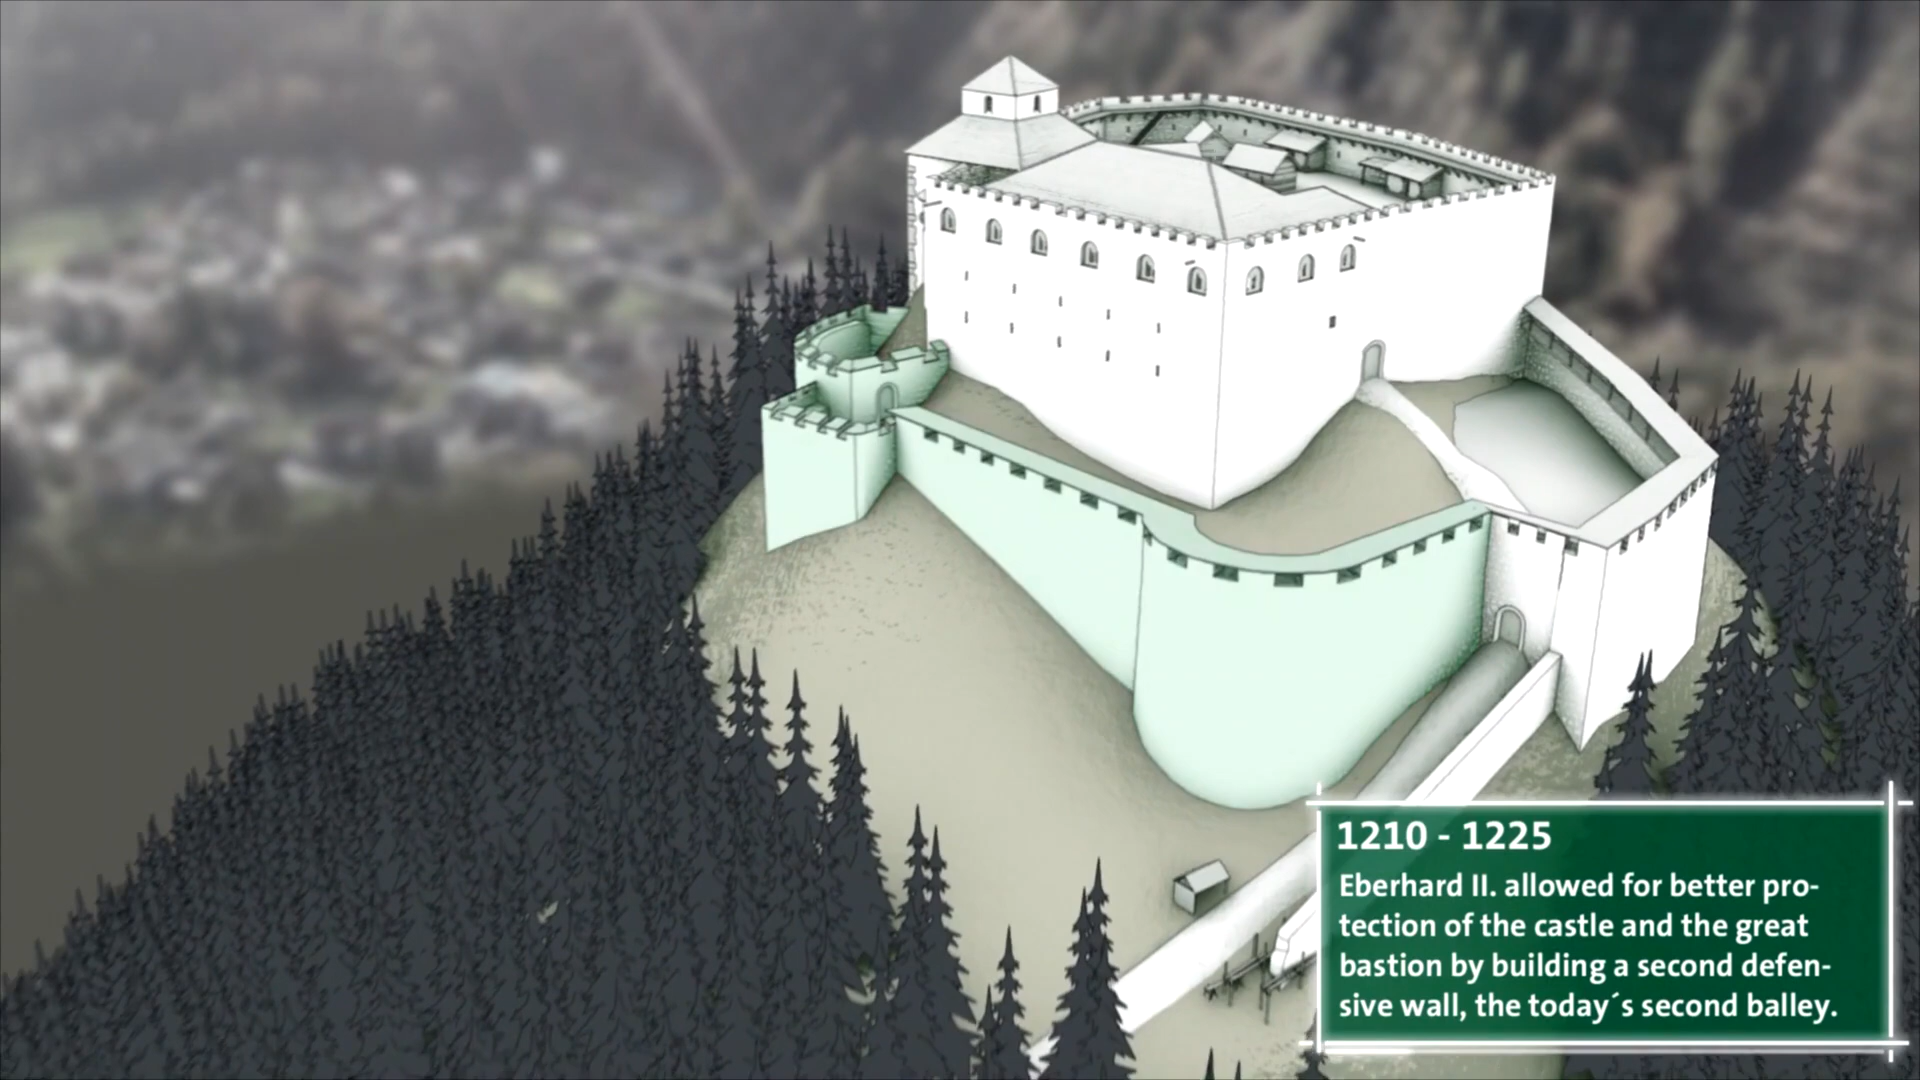 1210 - 1225
Eberhard II. allowed for better pro-
tection of the castle and the great
bastion by building a second defen-
sive wall, the today´s second balley.